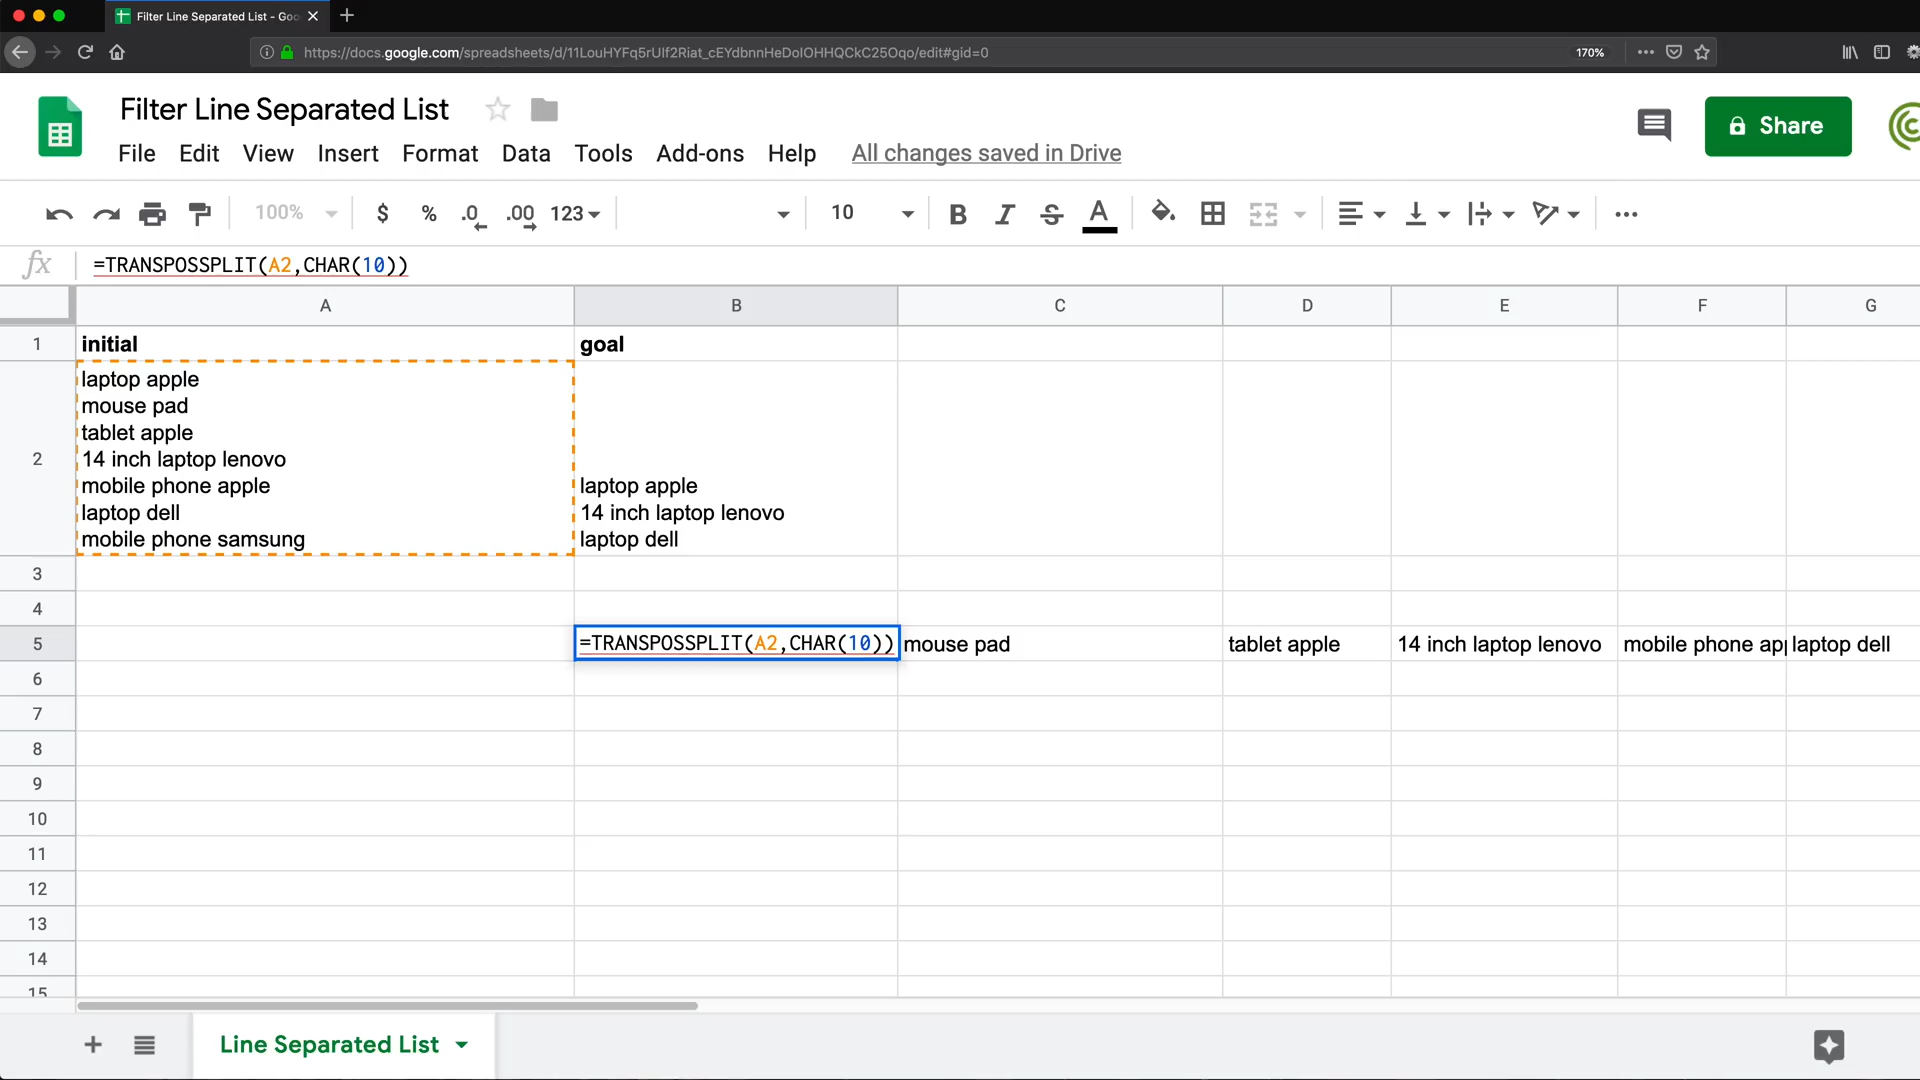 Filter Line Separated List - Goo
https://docs.google.com/spreadsheets/d/11LouHYFq5rUlf2Riat_cEYdbnnHeDoIOHHQCkC25Oqo/edit#gid=0
170%
Filter Line Separated List
File Edit View Insert Format Data Tools Add-ons Help All changes saved in Drive
Share
100% $ % .0 .00 123 10 B I S A
fx =TRANSPOSSPLIT(A2,CHAR(10))
A B C D E F G
1 initial goal
2
laptop apple
mouse pad
tablet apple
14 inch laptop lenovo
mobile phone apple
laptop dell
mobile phone samsung
laptop apple
14 inch laptop lenovo
laptop dell
3
4
5 =TRANSPOSSPLIT(A2,CHAR(10)) mouse pad tablet apple 14 inch laptop lenovo mobile phone app laptop dell
6
7
8
9
10
11
12
13
14
15
Line Separated List